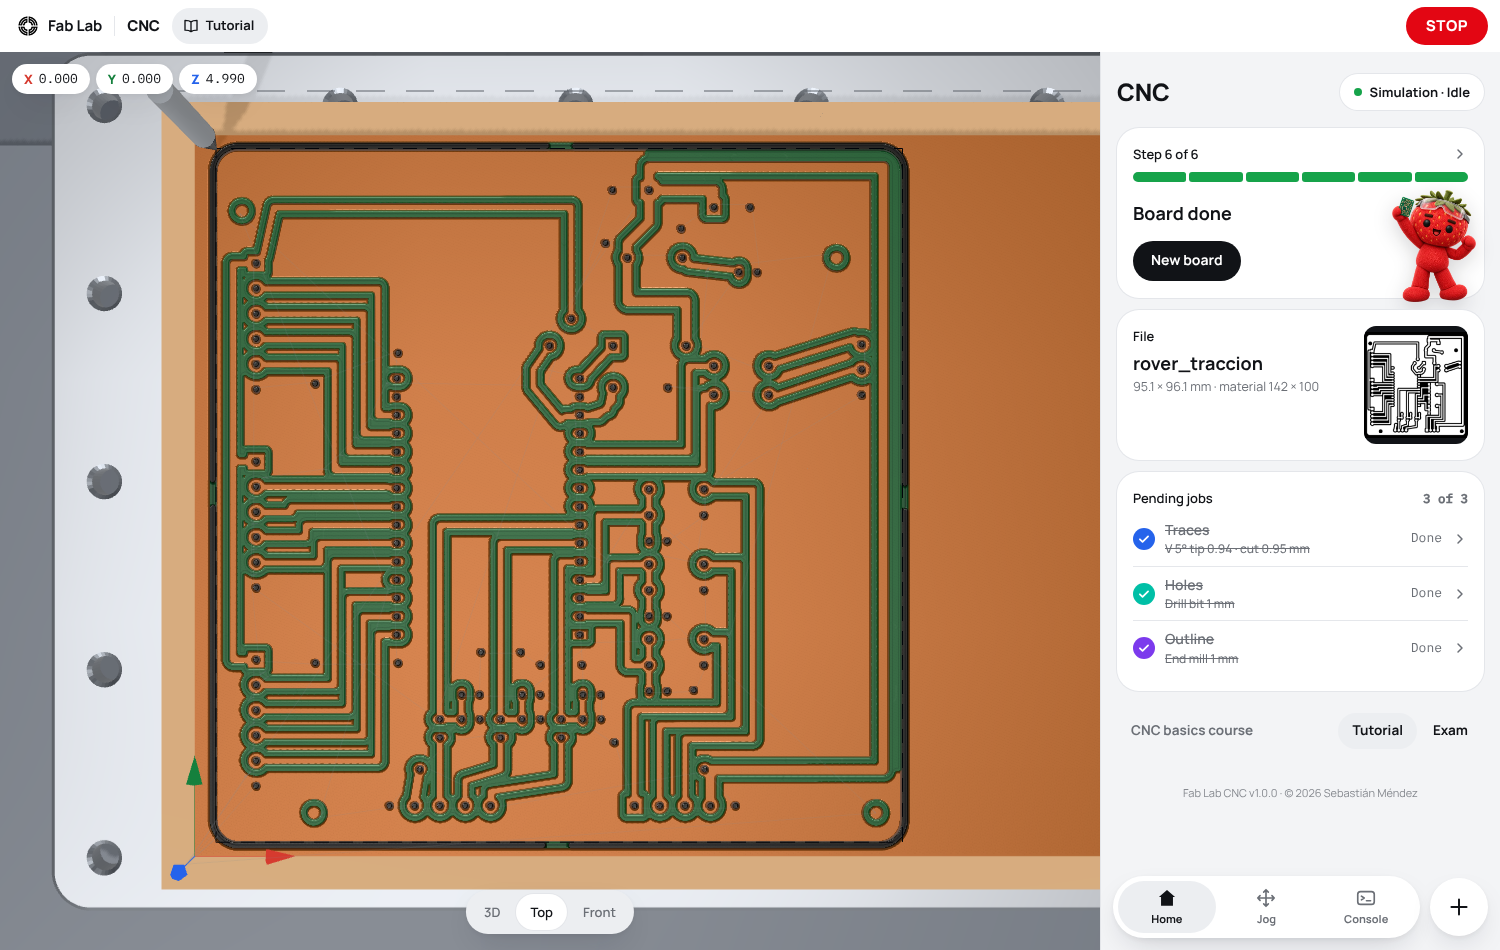 Fab Lab
CNC
Tutorial
STOP
X 0.000
Y 0.000
Z 4.990
CNC
Simulation · Idle
Step 6 of 6
Board done
New board
File
rover_traccion
95.1 × 96.1 mm · material 142 × 100
Pending jobs
3 of 3
Traces
V 5° tip 0.94 · cut 0.95 mm
Done
Holes
Drill bit 1 mm
Done
Outline
End mill 1 mm
Done
CNC basics course
Tutorial
Exam
Fab Lab CNC v1.0.0 · © 2026 Sebastián Méndez
3D
Top
Front
Home
Jog
Console